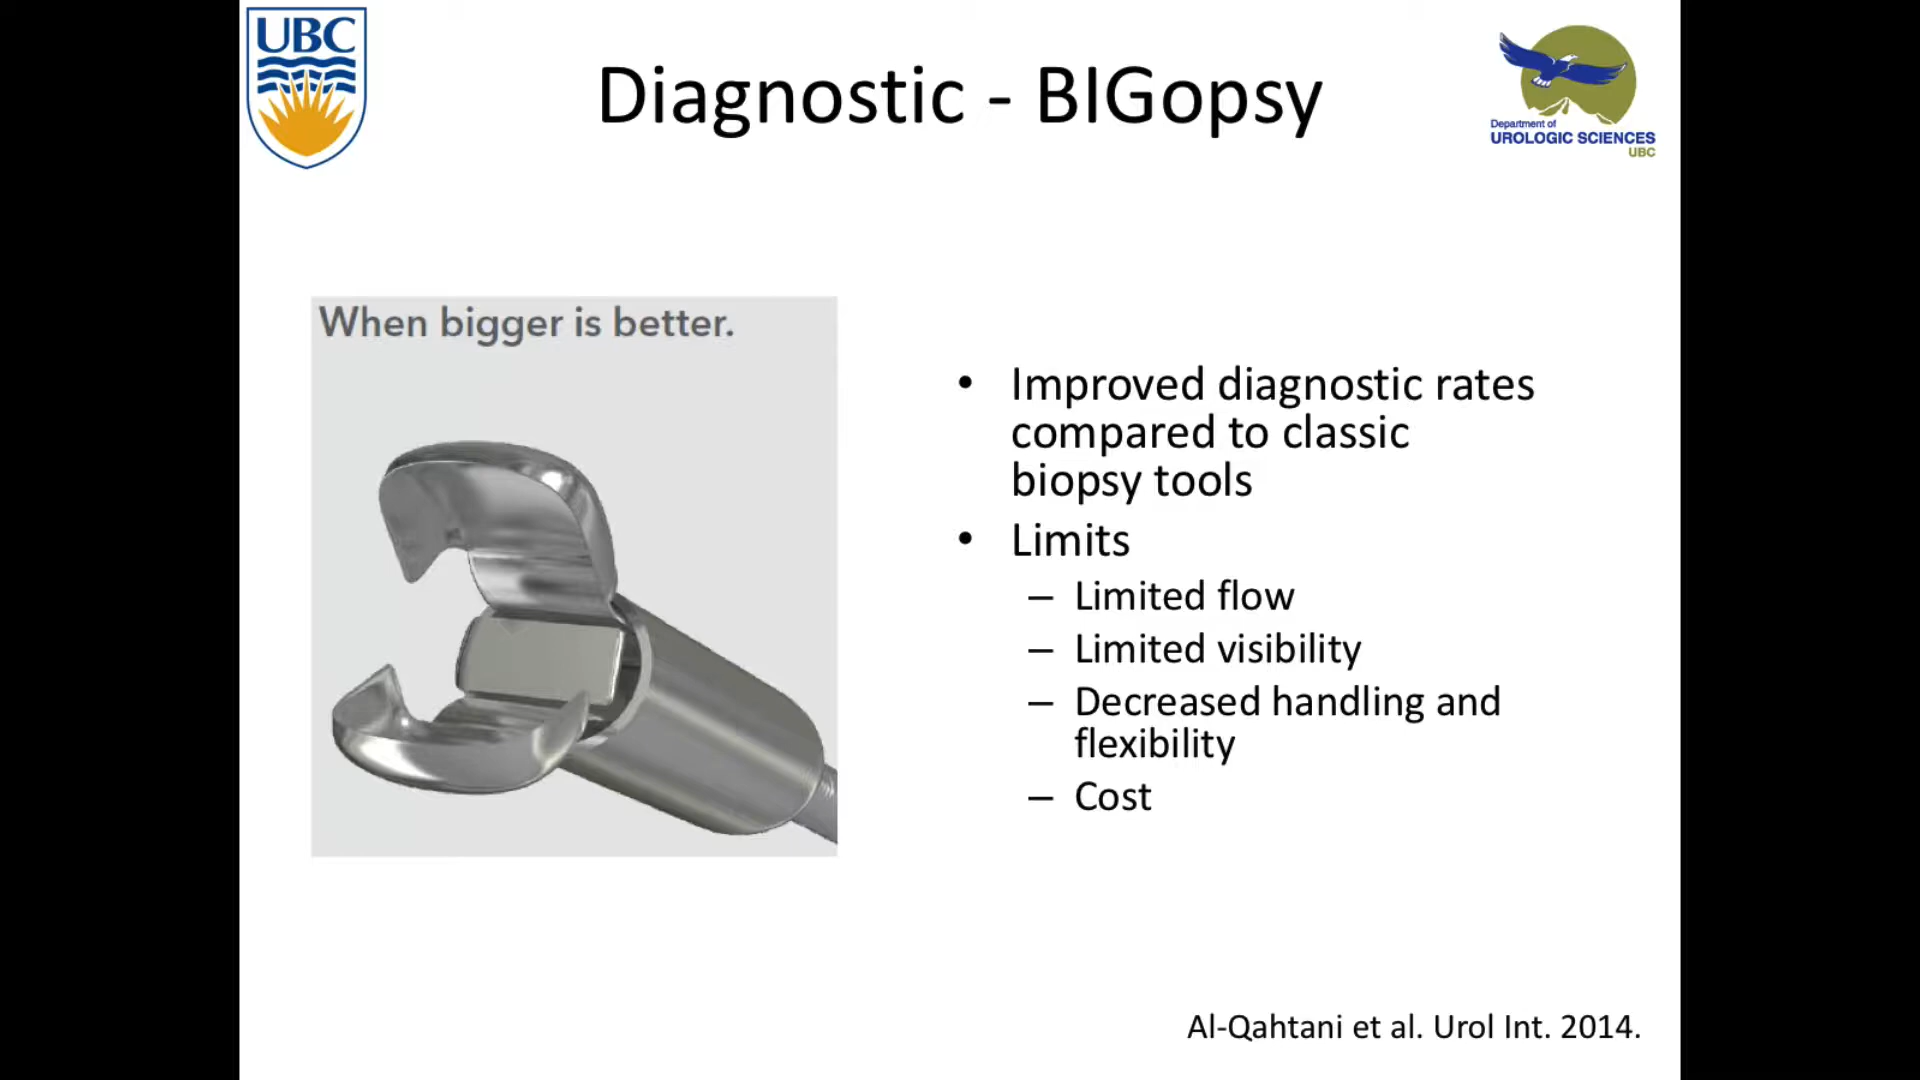 UBC
Diagnostic - BIGopsy
Department of
UROLOGIC SCIENCES
UBC
When bigger is better.
• Improved diagnostic rates
compared to classic
biopsy tools
• Limits
– Limited flow
– Limited visibility
– Decreased handling and
flexibility
– Cost
Al-Qahtani et al. Urol Int. 2014.